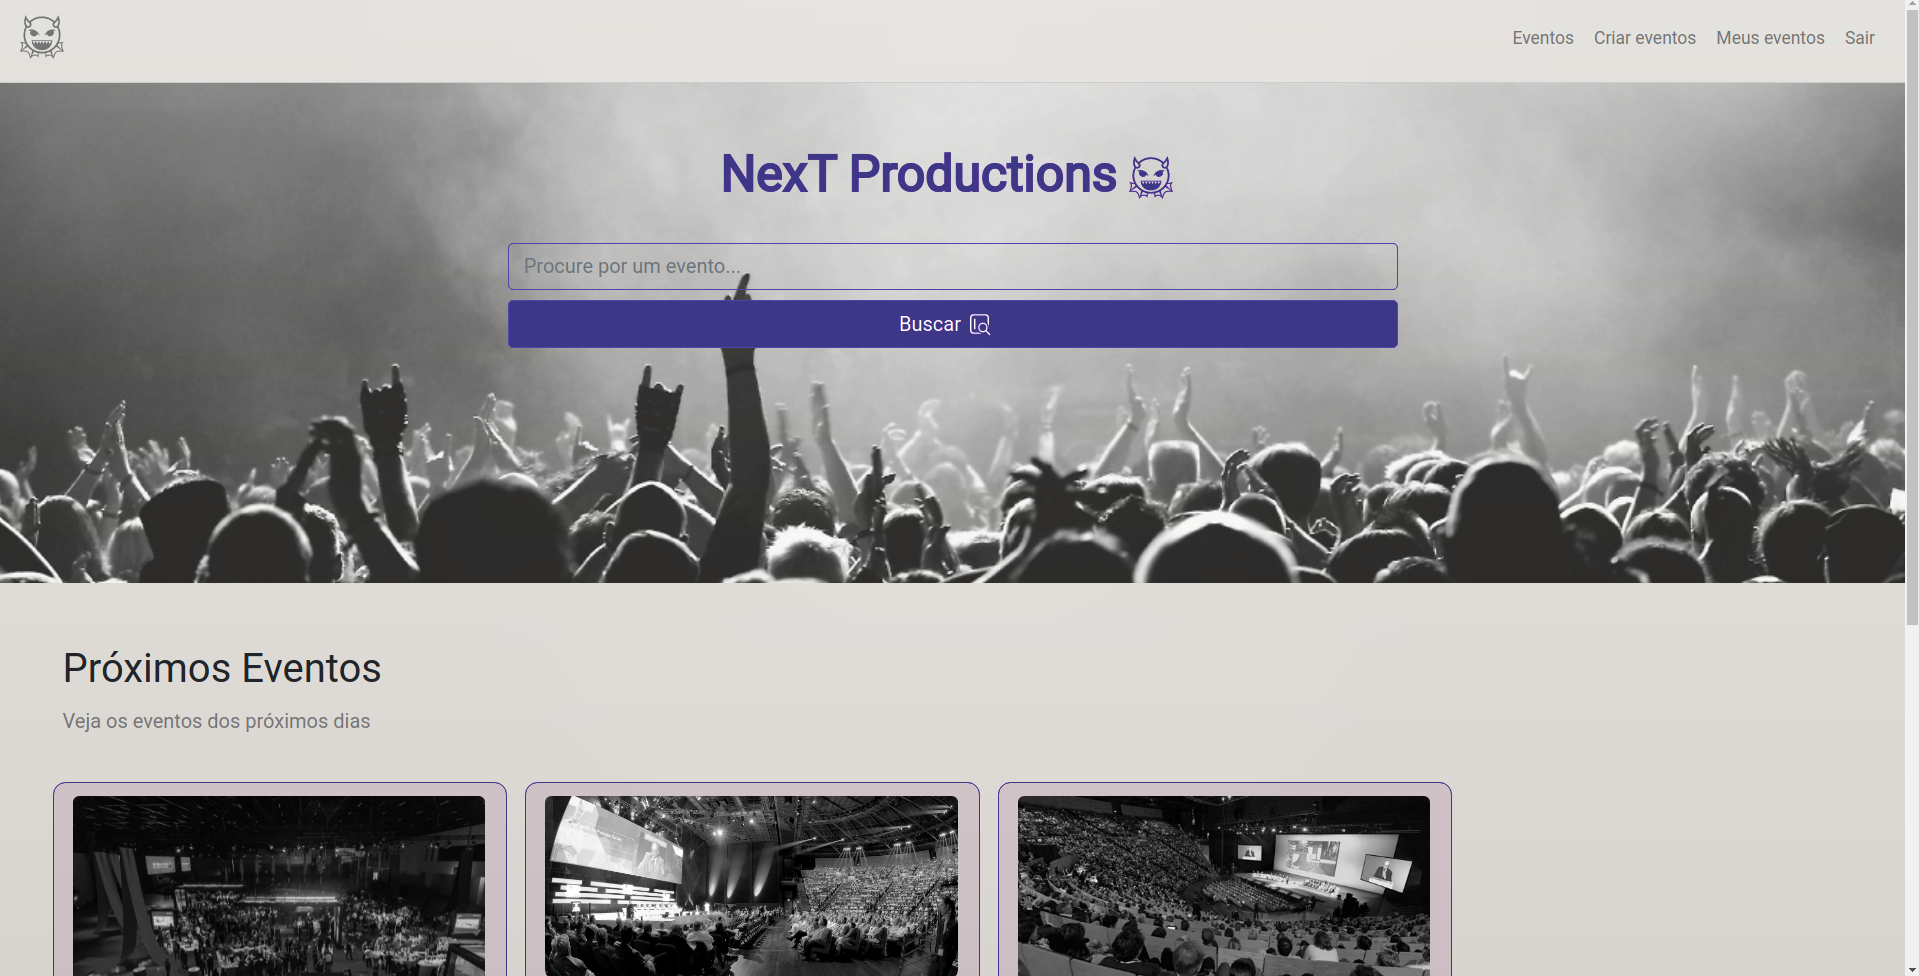 Eventos Criar eventos Meus eventos Sair
NexT Productions
Procure por um evento...
Buscar
Próximos Eventos
Veja os eventos dos próximos dias